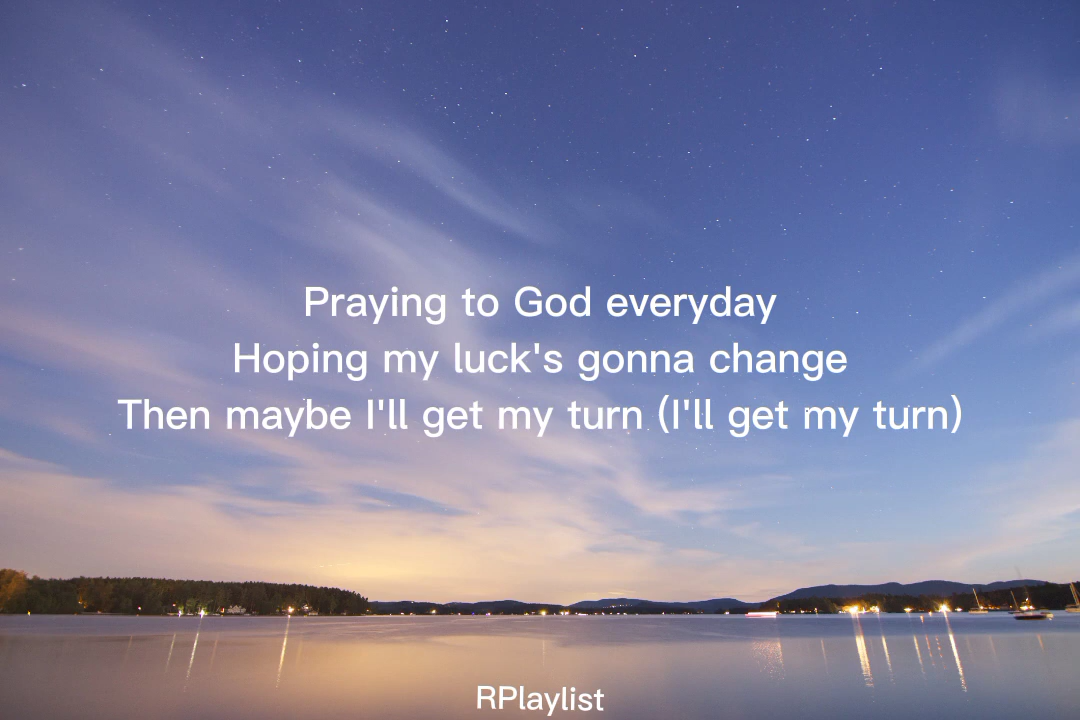 Praying to God everyday
Hoping my luck's gonna change
Then maybe I'll get my turn (I'll get my turn)
RPlaylist